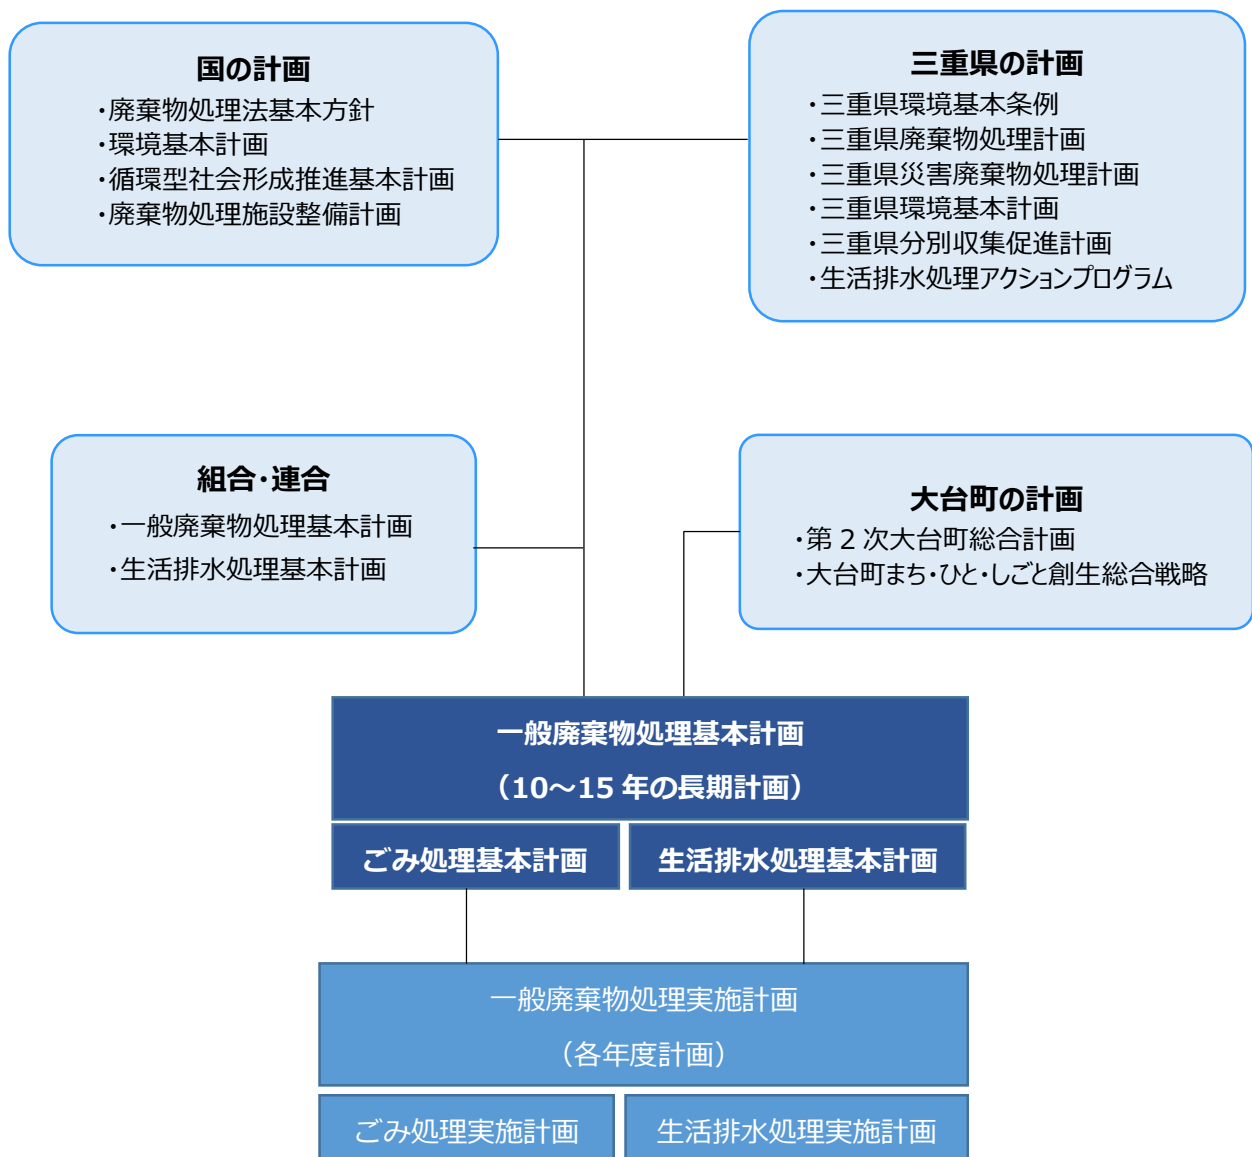 国の計画
・廃棄物処理法基本方針
・環境基本計画
・循環型社会形成推進基本計画
・廃棄物処理施設整備計画
三重県の計画
・三重県環境基本条例
・三重県廃棄物処理計画
・三重県災害廃棄物処理計画
・三重県環境基本計画
・三重県分別収集促進計画
・生活排水処理アクションプログラム
組合・連合
・一般廃棄物処理基本計画
・生活排水処理基本計画
大台町の計画
・第２次大台町総合計画
・大台町まち・ひと・しごと創生総合戦略
一般廃棄物処理基本計画
（10～15 年の長期計画）
ごみ処理基本計画
生活排水処理基本計画
一般廃棄物処理実施計画
（各年度計画）
ごみ処理実施計画
生活排水処理実施計画